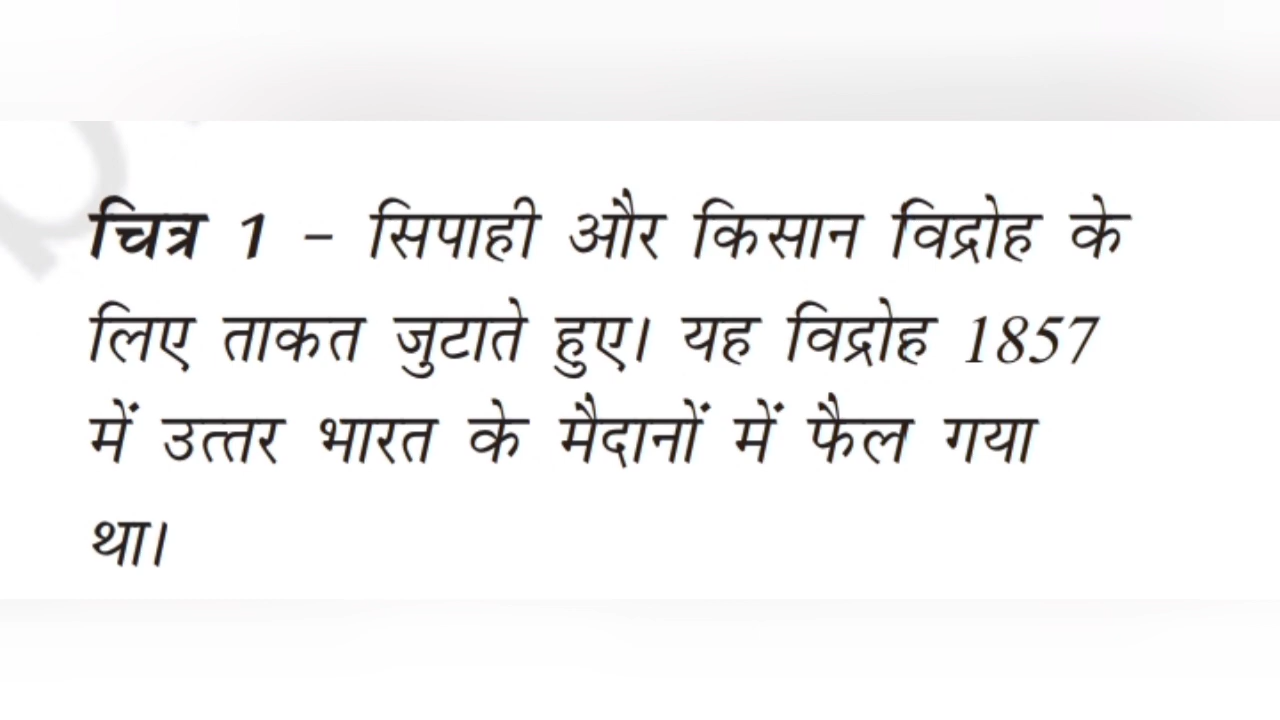 चित्र 1 – सिपाही और किसान विद्रोह के
लिए ताकत जुटाते हुए। यह विद्रोह 1857
में उत्तर भारत के मैदानों में फैल गया
था।